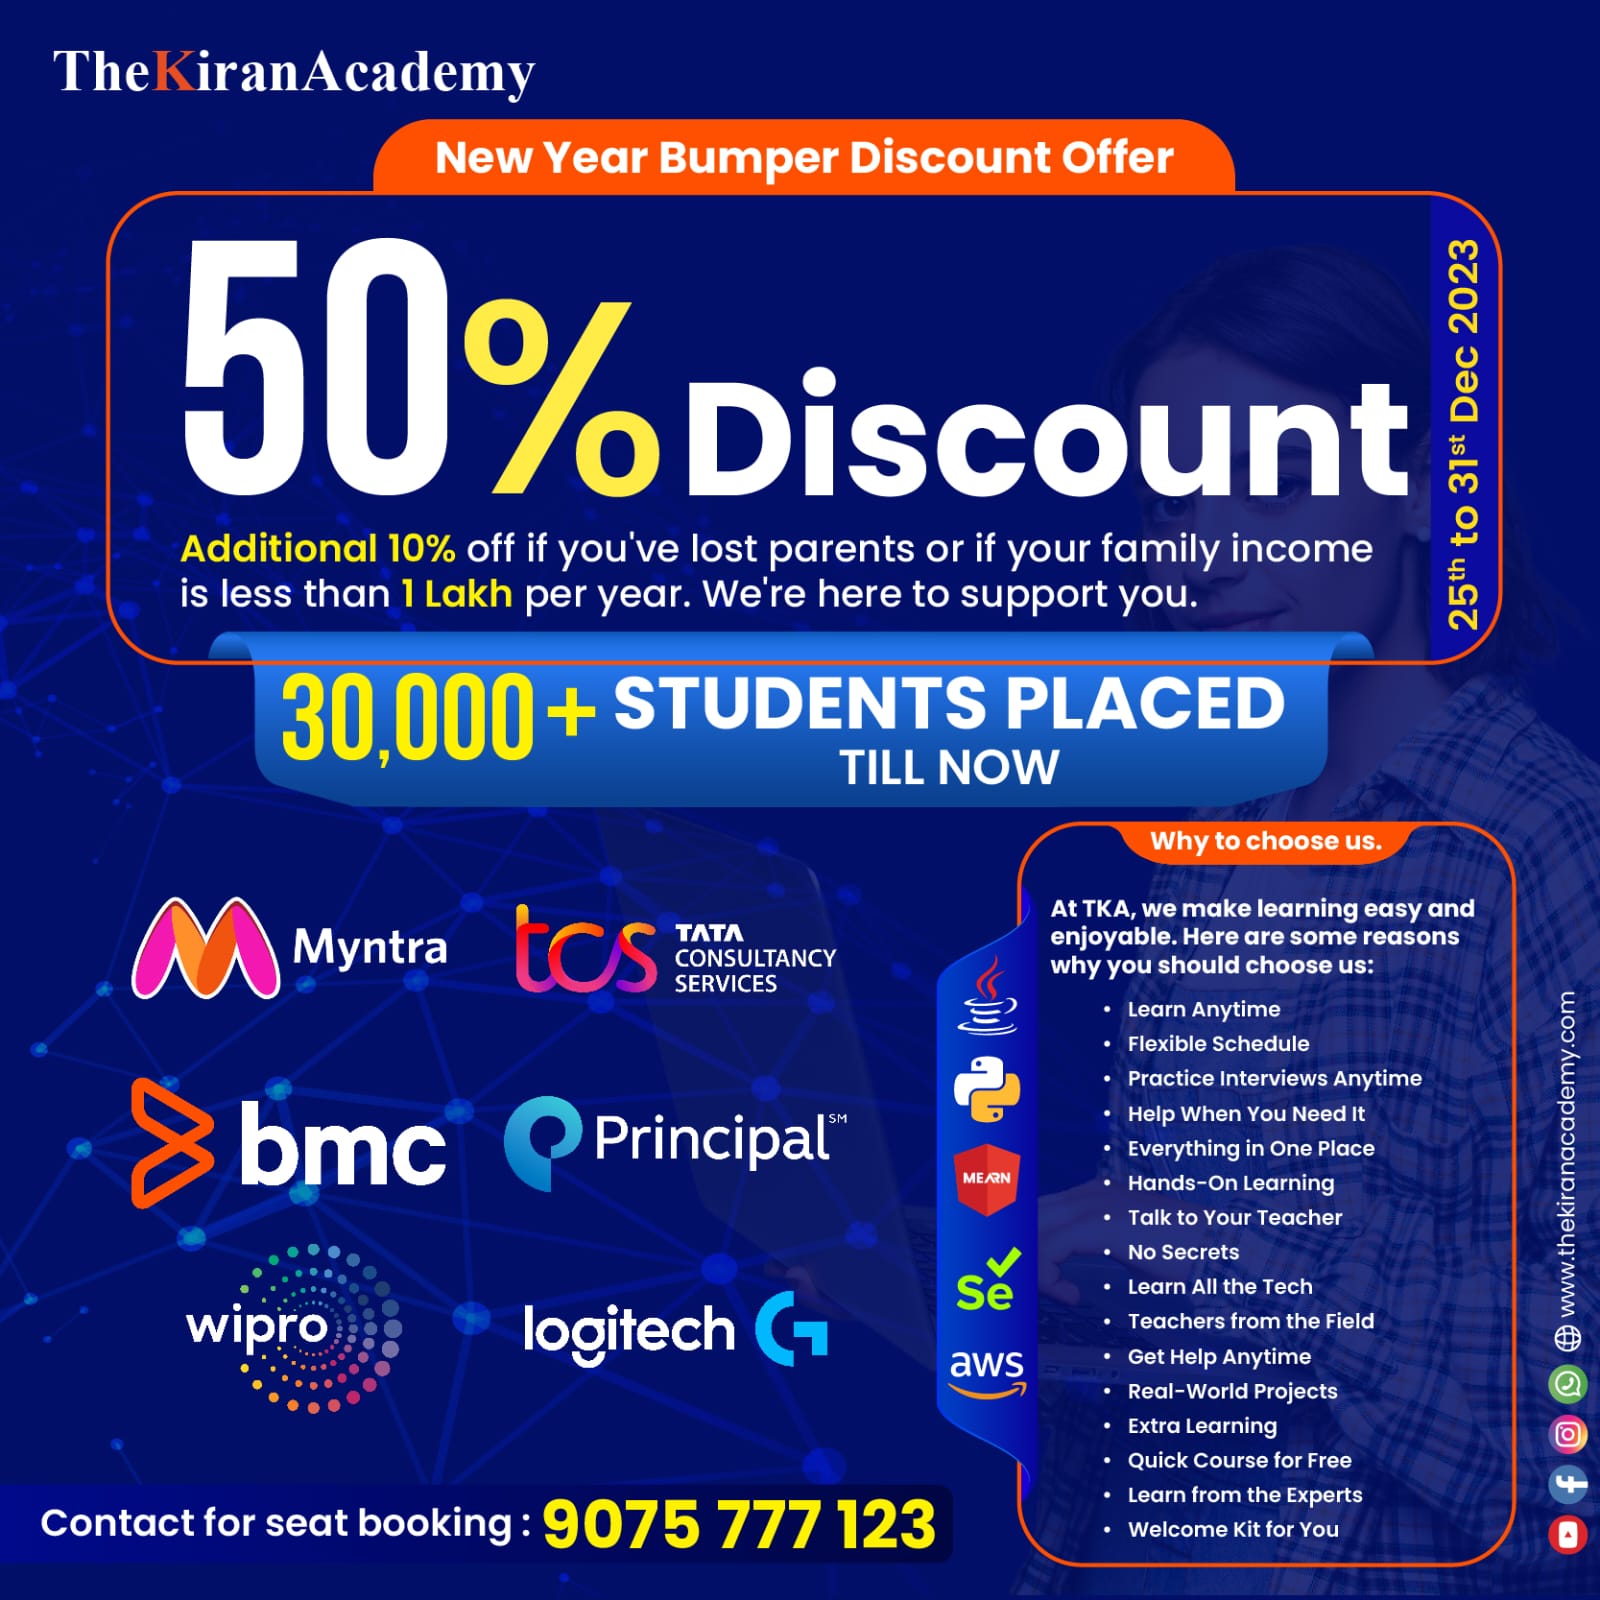 TheKiranAcademy
New Year Bumper Discount Offer
50% Discount
25th to 31st Dec 2023
Additional 10% off if you've lost parents or if your family income
is less than 1 Lakh per year. We're here to support you.
30,000+ STUDENTS PLACED
TILL NOW
Myntra
tcs TATA
CONSULTANCY
SERVICES
bmc
Principal℠
wipro
logitech G
Why to choose us.
At TKA, we make learning easy and
enjoyable. Here are some reasons
why you should choose us:
• Learn Anytime
• Flexible Schedule
• Practice Interviews Anytime
• Help When You Need It
• Everything in One Place
• Hands-On Learning
• Talk to Your Teacher
• No Secrets
• Learn All the Tech
• Teachers from the Field
• Get Help Anytime
• Real-World Projects
• Extra Learning
• Quick Course for Free
• Learn from the Experts
• Welcome Kit for You
MEARN
Se
aws
www.thekiranacademy.com
Contact for seat booking : 9075 777 123